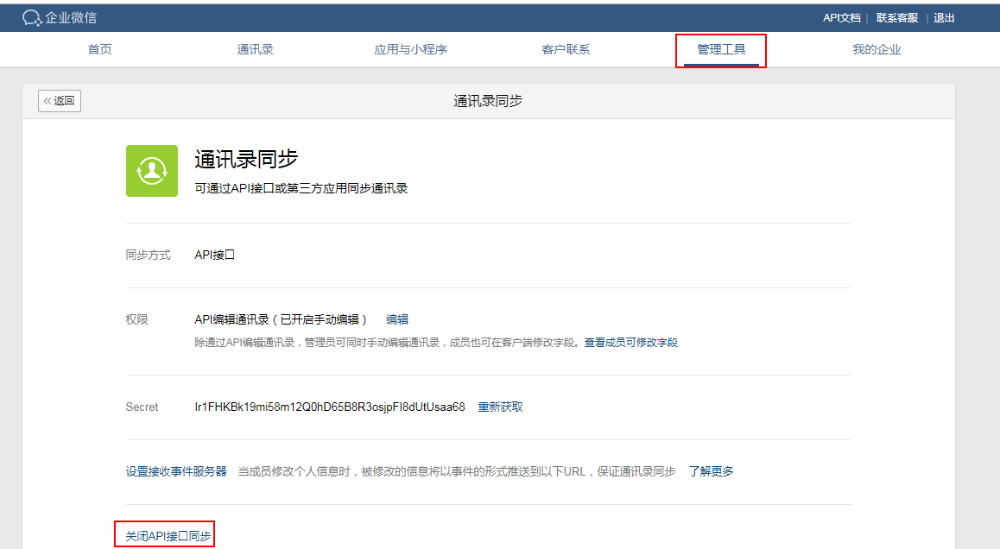 企业微信
API文档 | 联系客服 | 退出
首页 通讯录 应用与小程序 客户联系 管理工具 我的企业
«返回 通讯录同步
通讯录同步
可通过API接口或第三方应用同步通讯录
同步方式 API接口
权限 API编辑通讯录（已开启手动编辑） 编辑
除通过API编辑通讯录，管理员可同时手动编辑通讯录，成员也可在客户端修改字段。查看成员可修改字段
Secret Ir1FHKBk19mi58m12Q0hD65B8R3osjpFI8dUtUsaa68 重新获取
设置接收事件服务器 当成员修改个人信息时，被修改的信息将以事件的形式推送到以下URL，保证通讯录同步 了解更多
关闭API接口同步